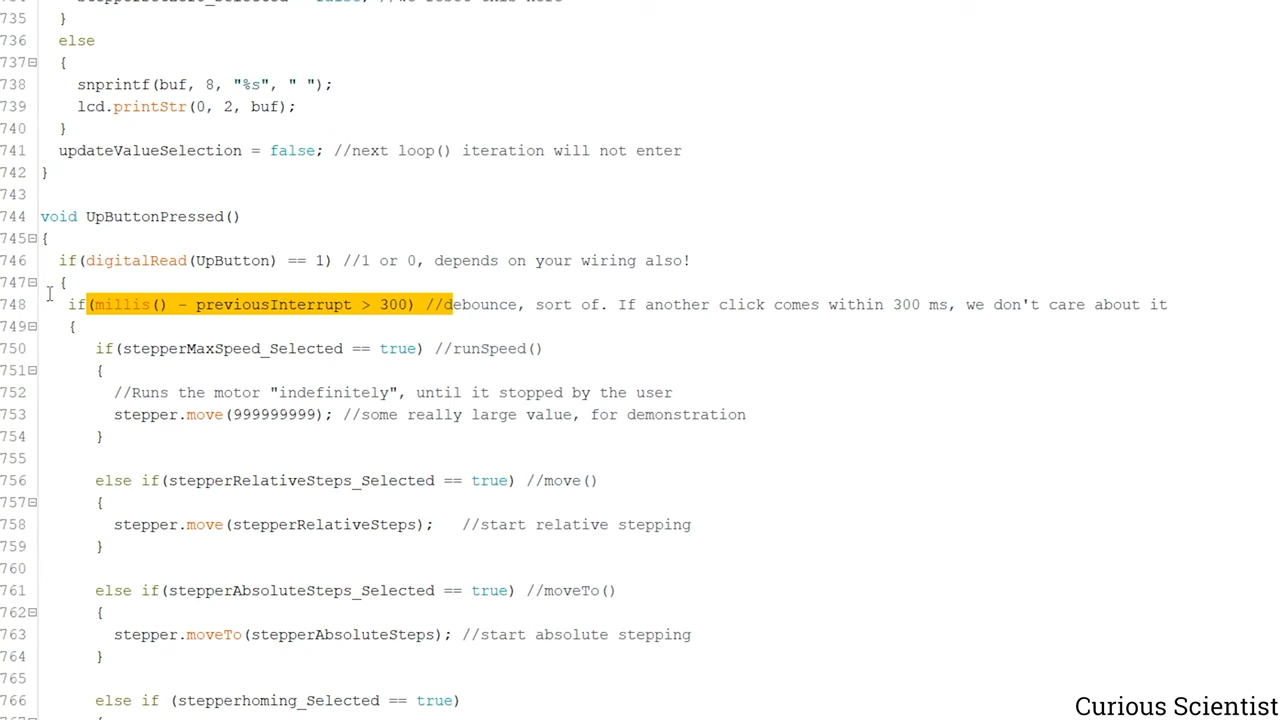 735 }
736 else
737 {
738 snprintf(buf, 8, "%s", " ");
739 lcd.printStr(0, 2, buf);
740 }
741 updateValueSelection = false; //next loop() iteration will not enter
742 }
743
744 void UpButtonPressed()
745 {
746 if(digitalRead(UpButton) == 1) //1 or 0, depends on your wiring also!
747 {
748 if(millis() - previousInterrupt > 300) //debounce, sort of. If another click comes within 300 ms, we don't care about it
749 {
750 if(stepperMaxSpeed_Selected == true) //runSpeed()
751 {
752 //Runs the motor "indefinitely", until it stopped by the user
753 stepper.move(999999999); //some really large value, for demonstration
754 }
755
756 else if(stepperRelativeSteps_Selected == true) //move()
757 {
758 stepper.move(stepperRelativeSteps); //start relative stepping
759 }
760
761 else if(stepperAbsoluteSteps_Selected == true) //moveTo()
762 {
763 stepper.moveTo(stepperAbsoluteSteps); //start absolute stepping
764 }
765
766 else if (stepperhoming_Selected == true)
Curious Scientist